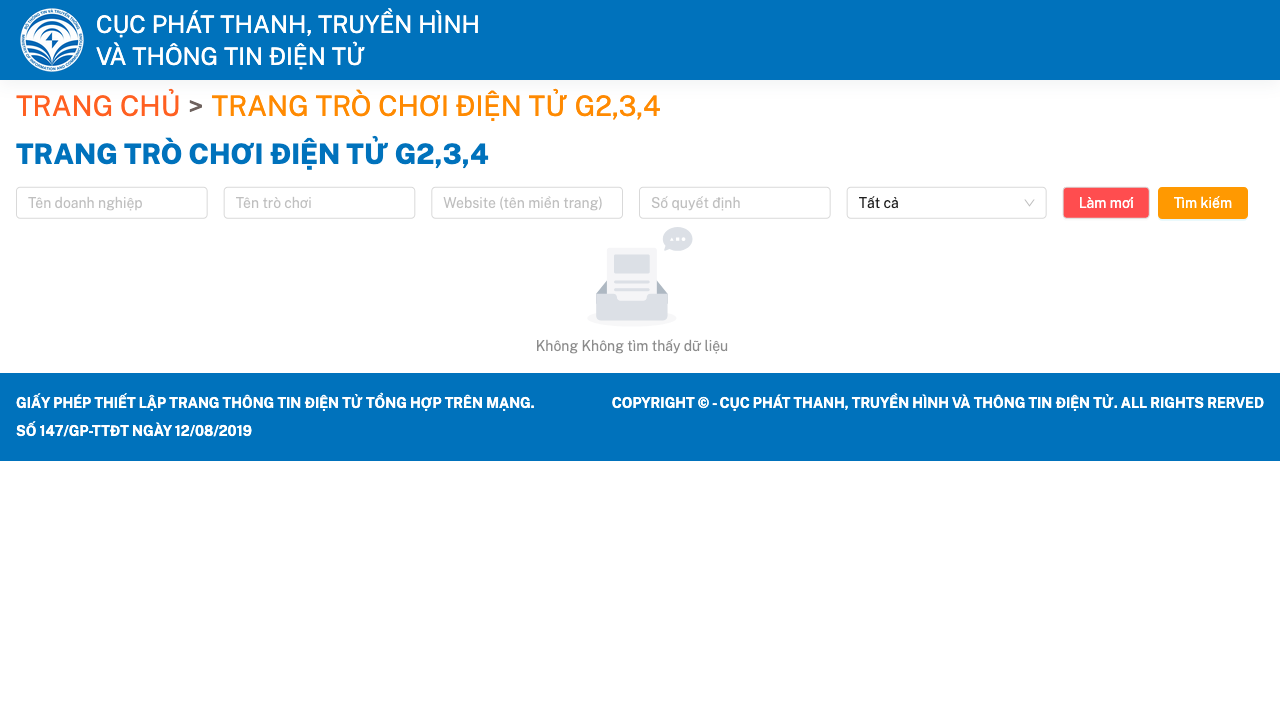 CỤC PHÁT THANH, TRUYỀN HÌNH
VÀ THÔNG TIN ĐIỆN TỬ
TRANG CHỦ > TRANG TRÒ CHƠI ĐIỆN TỬ G2,3,4
TRANG TRÒ CHƠI ĐIỆN TỬ G2,3,4
Tên doanh nghiệp Tên trò chơi Website (tên miền trang) Số quyết định Tất cả Làm mới Tìm kiếm
Không Không tìm thấy dữ liệu
GIẤY PHÉP THIẾT LẬP TRANG THÔNG TIN ĐIỆN TỬ TỔNG HỢP TRÊN MẠNG.
SỐ 147/GP-TTĐT NGÀY 12/08/2019
COPYRIGHT © - CỤC PHÁT THANH, TRUYỀN HÌNH VÀ THÔNG TIN ĐIỆN TỬ. ALL RIGHTS RERVED